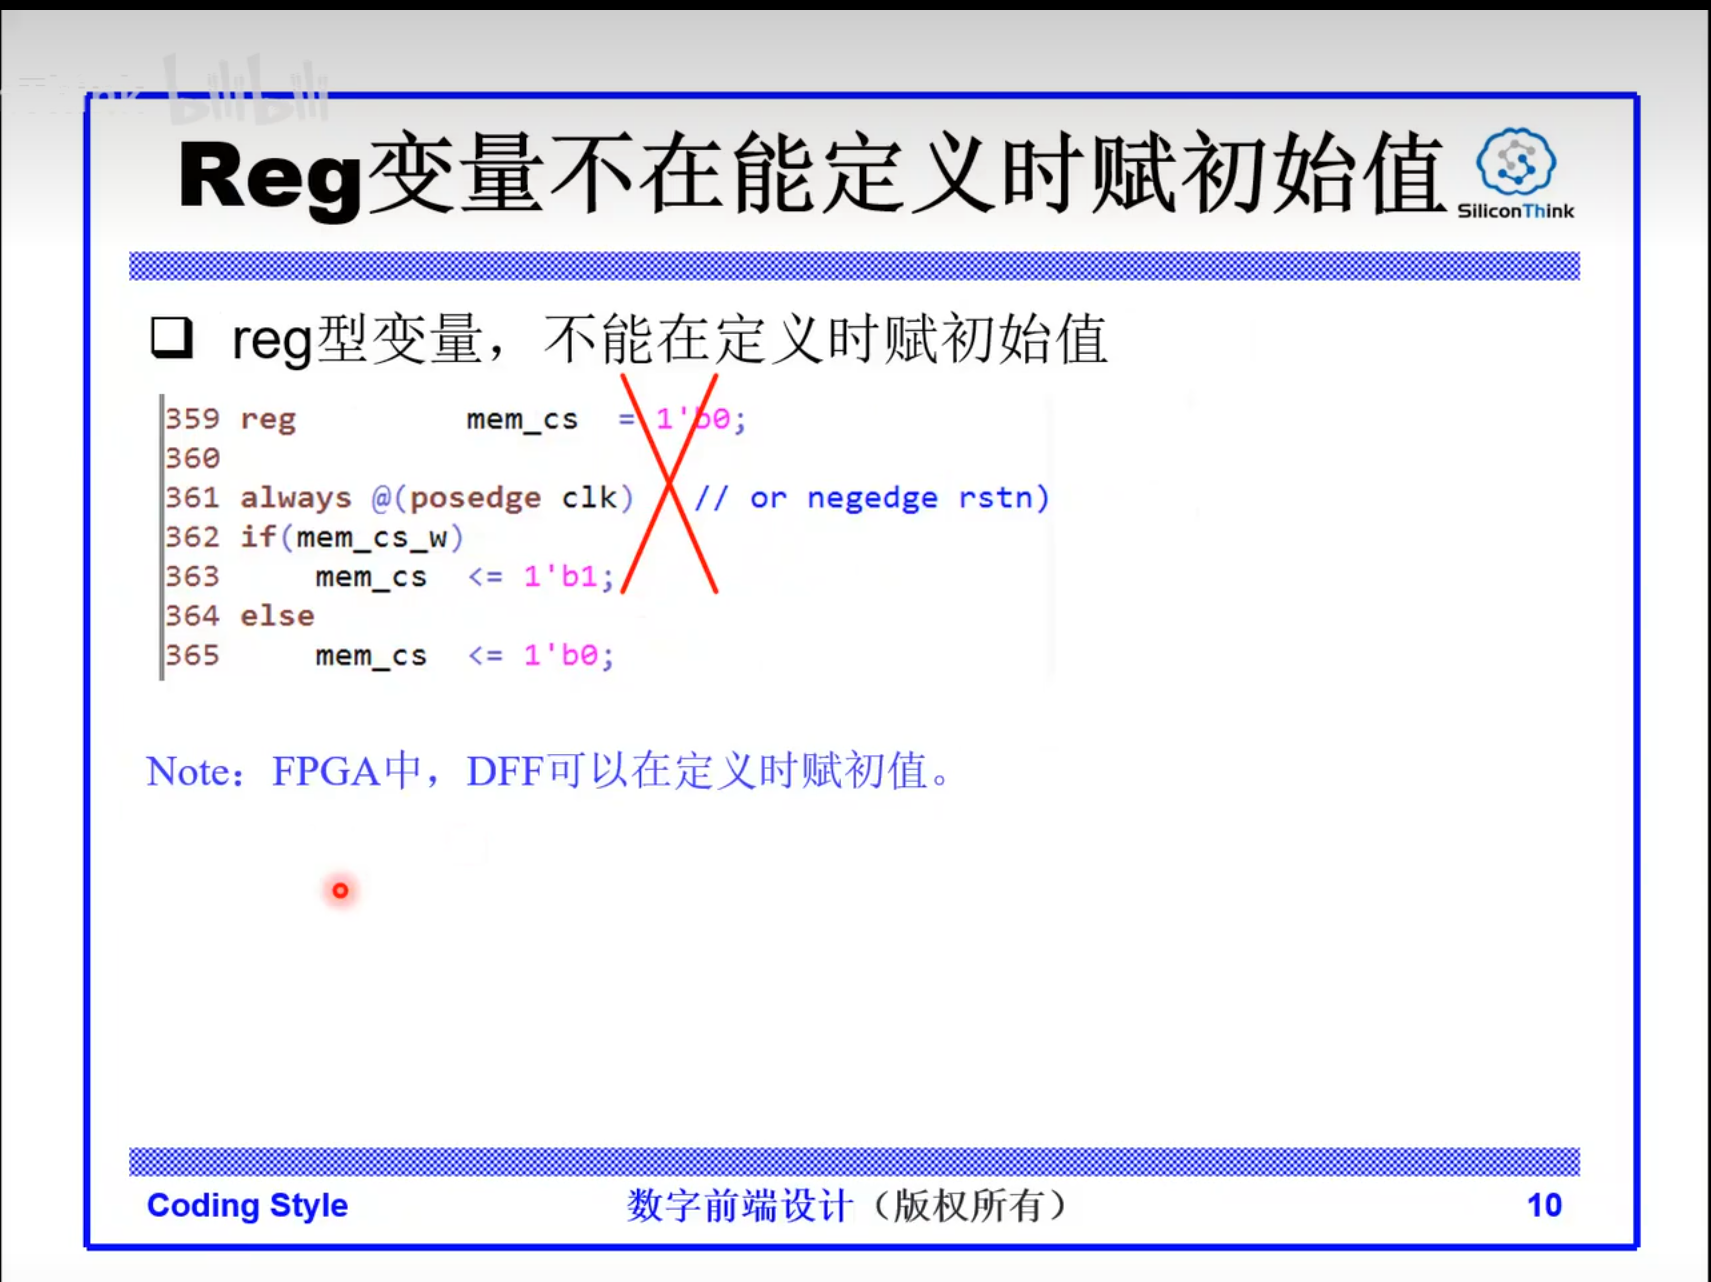 Think bilibili
Reg变量不在能定义时赋初始值
SiliconThink
reg型变量，不能在定义时赋初始值
359 reg mem_cs = 1'b0;
360
361 always @(posedge clk) // or negedge rstn)
362 if(mem_cs_w)
363 mem_cs <= 1'b1;
364 else
365 mem_cs <= 1'b0;
Note：FPGA中，DFF可以在定义时赋初值。
Coding Style
数字前端设计（版权所有）
10